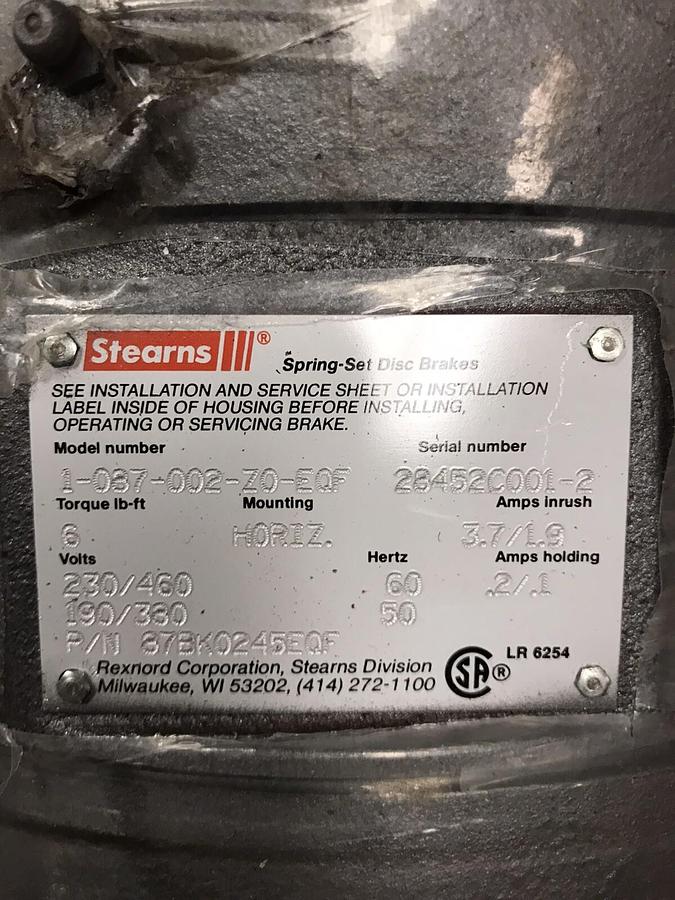 Stearns®
Spring-Set Disc Brakes
SEE INSTALLATION AND SERVICE SHEET OR INSTALLATION
LABEL INSIDE OF HOUSING BEFORE INSTALLING,
OPERATING OR SERVICING BRAKE.
Model number Serial number
1-087-002-Z0-EQF 28452C001-2
Torque lb-ft Mounting Amps inrush
6 HORIZ. 3.7/1.9
Volts Hertz Amps holding
230/460 60 .2/.1
190/380 50
P/N 87BK0245EQF
Rexnord Corporation, Stearns Division
Milwaukee, WI 53202, (414) 272-1100
SA® LR 6254